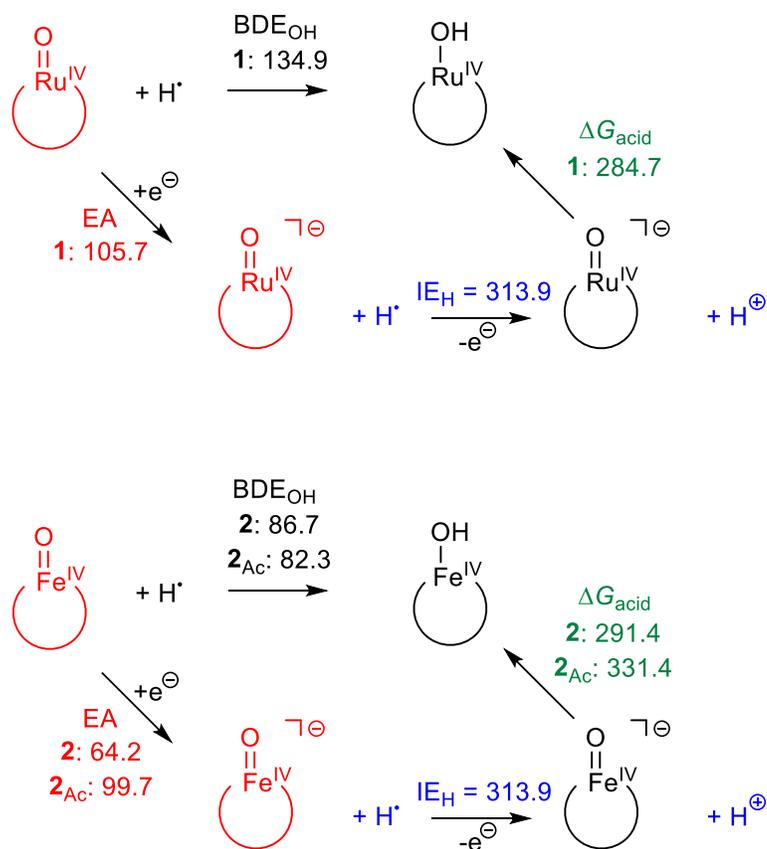 O
Ru^IV
+ H•
BDE_OH
1: 134.9
OH
Ru^IV
ΔG_acid
1: 284.7
+e⊖
EA
1: 105.7
O
Ru^IV
⊖
+ H•
IE_H = 313.9
-e⊖
O
Ru^IV
⊖
+ H⊕
O
Fe^IV
+ H•
BDE_OH
2: 86.7
2_Ac: 82.3
OH
Fe^IV
ΔG_acid
2: 291.4
2_Ac: 331.4
+e⊖
EA
2: 64.2
2_Ac: 99.7
O
Fe^IV
⊖
+ H•
IE_H = 313.9
-e⊖
O
Fe^IV
⊖
+ H⊕